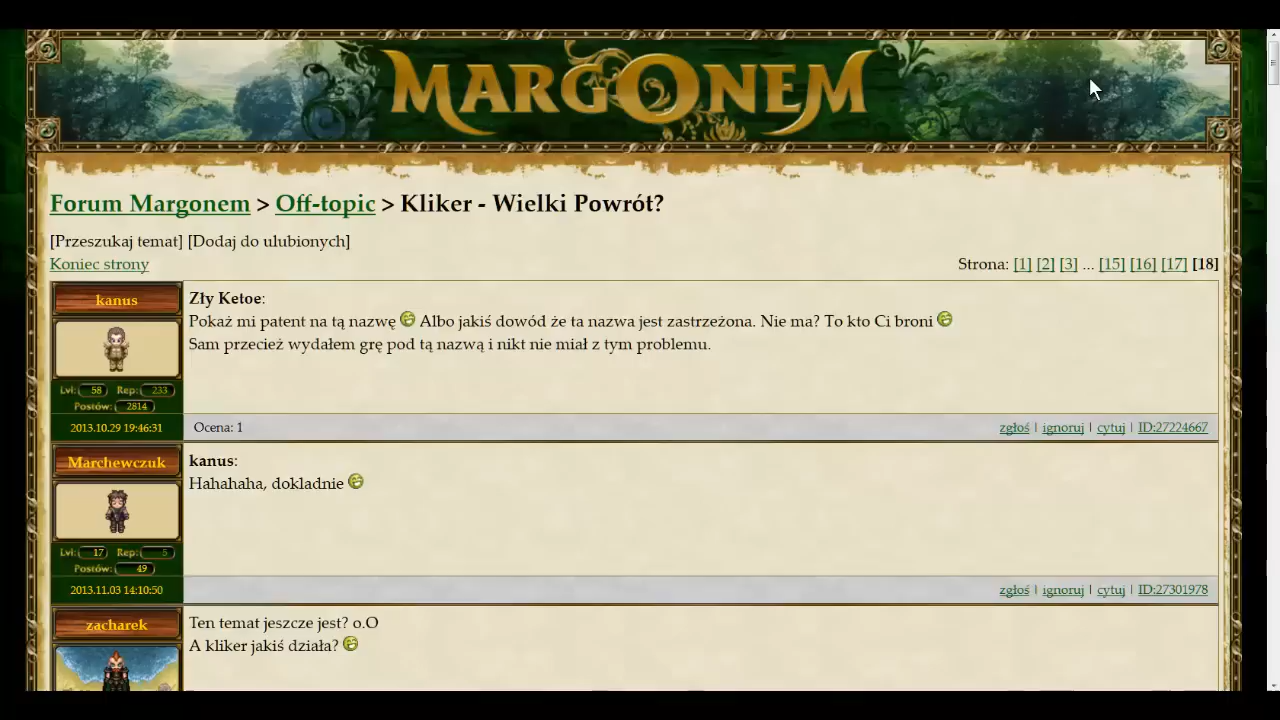 MARGONEM
Forum Margonem > Off-topic > Kliker - Wielki Powrót?
[Przeszukaj temat] [Dodaj do ulubionych]
Koniec strony
Strona: [1] [2] [3] ... [15] [16] [17] [18]
kanus
Zły Ketoe:
Pokaż mi patent na tą nazwę Albo jakiś dowód że ta nazwa jest zastrzeżona. Nie ma? To kto Ci broni
Sam przecież wydałem grę pod tą nazwą i nikt nie miał z tym problemu.
Lvl: 58 Rep: 233
Postów: 2814
2013.10.29 19:46:31
Ocena: 1
zgłoś | ignoruj | cytuj | ID:27224667
Marchewczuk
kanus:
Hahahaha, dokladnie
Lvl: 17 Rep: 5
Postów: 49
2013.11.03 14:10:50
zgłoś | ignoruj | cytuj | ID:27301978
zacharek
Ten temat jeszcze jest? o.O
A kliker jakiś działa?